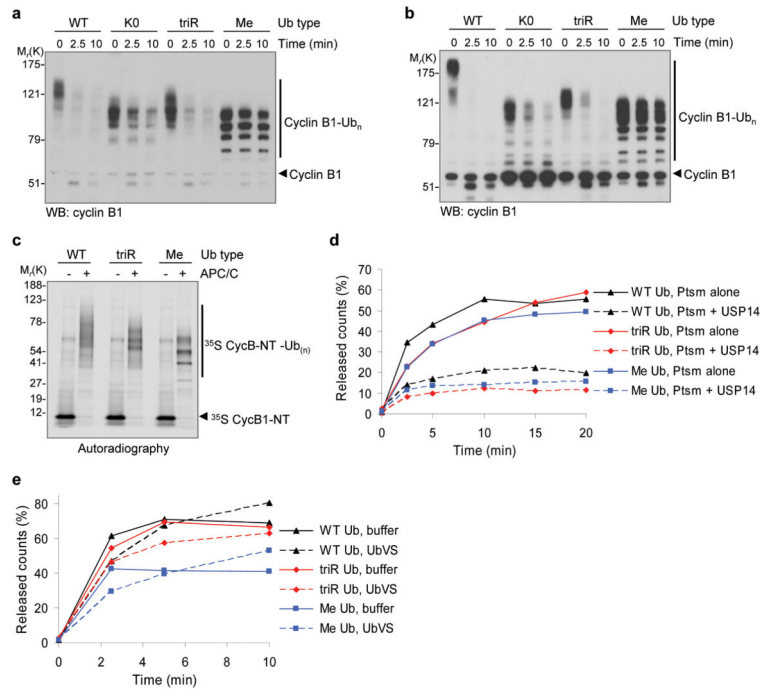 a
WT K0 triR Me Ub type
0 2.5 10 0 2.5 10 0 2.5 10 0 2.5 10 Time (min)
Mr(K)
175-
121-
79-
51-
Cyclin B1-Ubn
Cyclin B1
WB: cyclin B1
b
WT K0 triR Me Ub type
0 2.5 10 0 2.5 10 0 2.5 10 0 2.5 10 Time (min)
Mr(K)
175-
121-
79-
51-
Cyclin B1-Ubn
Cyclin B1
WB: cyclin B1
c
WT triR Me Ub type
- + - + - + APC/C
Mr(K)
188-
123-
78-
54-
41-
27-
19-
12-
35S CycB-NT -Ub(n)
35S CycB1-NT
Autoradiography
d
Released counts (%)
70
60
50
40
30
20
10
0
0 5 10 15 20
Time (min)
WT Ub, Ptsm alone
WT Ub, Ptsm + USP14
triR Ub, Ptsm alone
triR Ub, Ptsm + USP14
Me Ub, Ptsm alone
Me Ub, Ptsm + USP14
e
Released counts (%)
80
60
40
20
0
0 2 4 6 8 10
Time (min)
WT Ub, buffer
WT Ub, UbVS
triR Ub, buffer
triR Ub, UbVS
Me Ub, buffer
Me Ub, UbVS